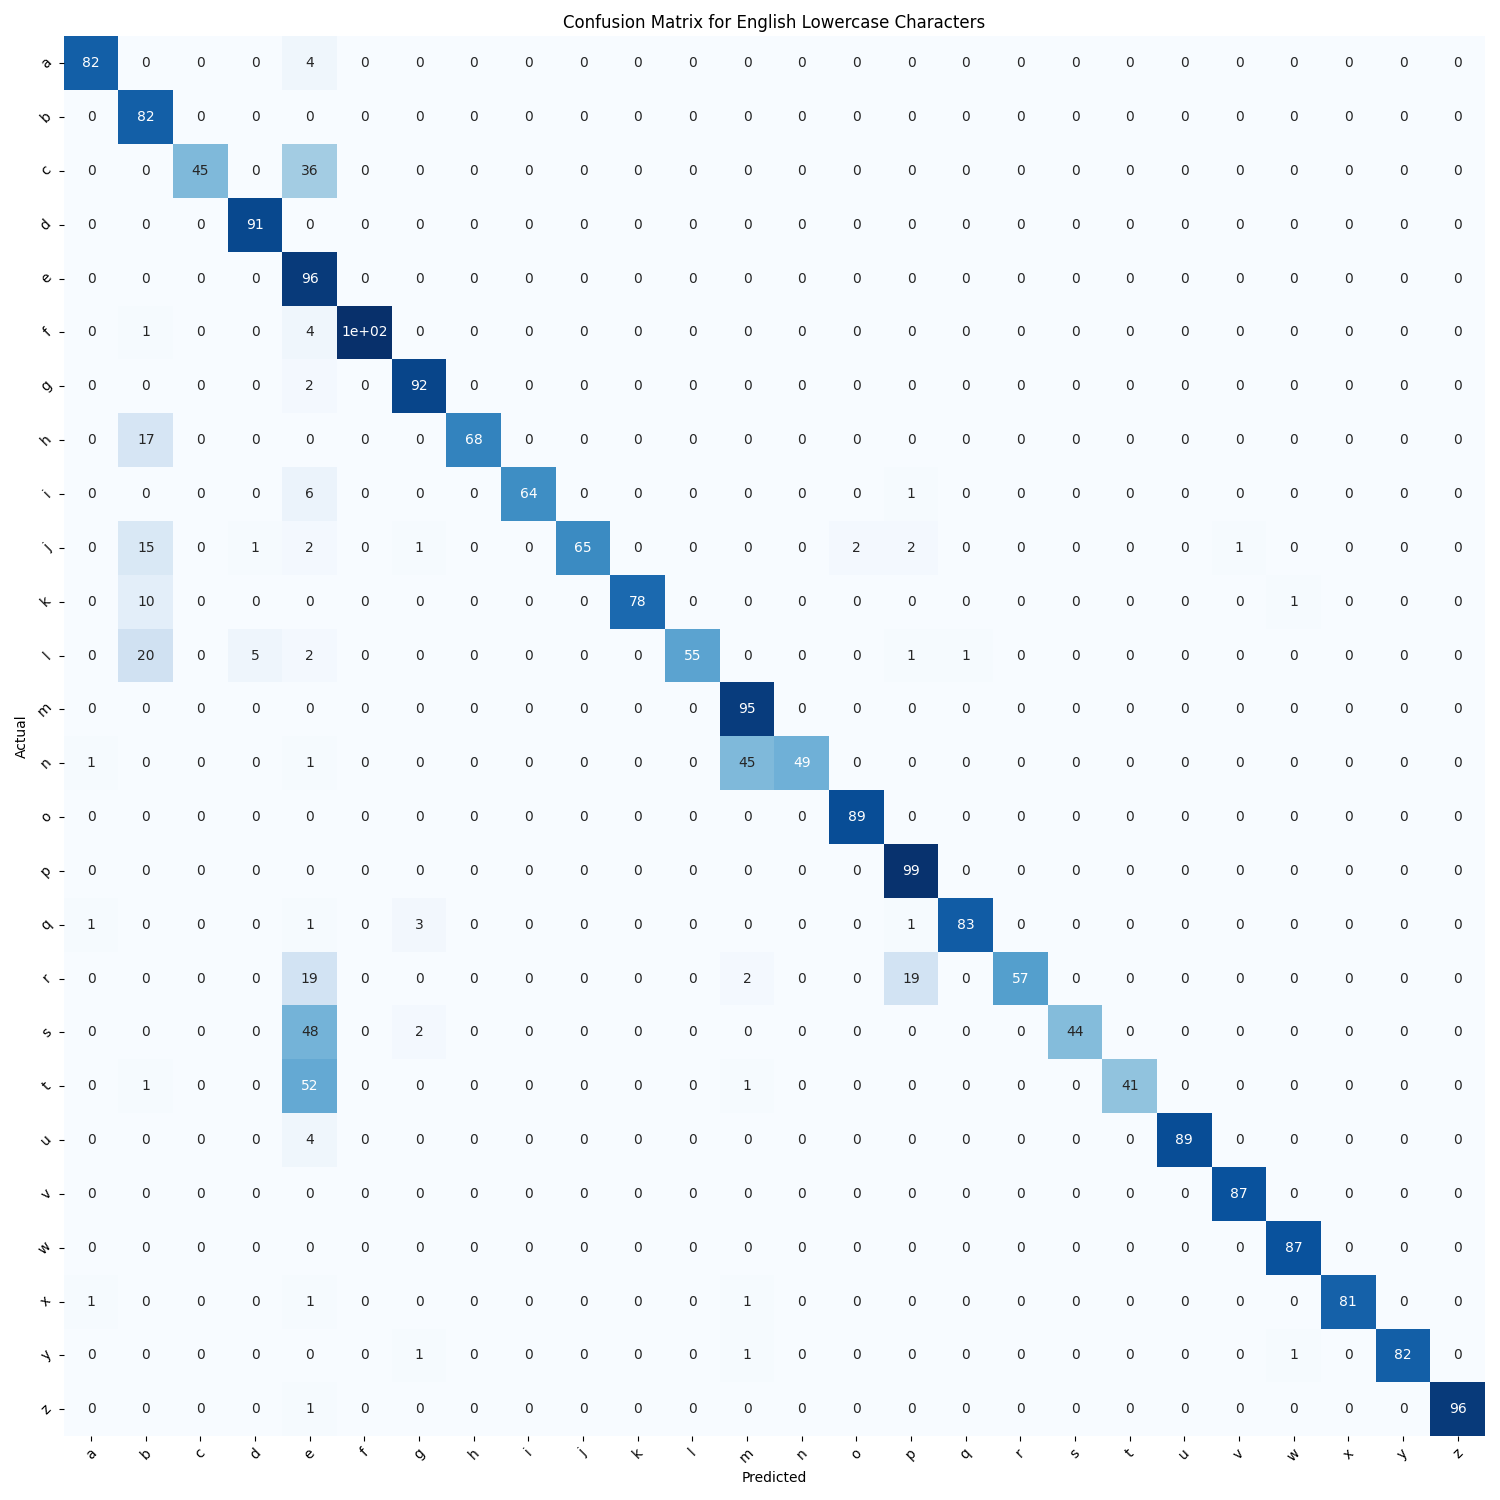 Confusion Matrix for English Lowercase Characters
a 82 0 0 0 4 0 0 0 0 0 0 0 0 0 0 0 0 0 0 0 0 0 0 0 0 0
b 0 82 0 0 0 0 0 0 0 0 0 0 0 0 0 0 0 0 0 0 0 0 0 0 0 0
c 0 0 45 0 36 0 0 0 0 0 0 0 0 0 0 0 0 0 0 0 0 0 0 0 0 0
d 0 0 0 91 0 0 0 0 0 0 0 0 0 0 0 0 0 0 0 0 0 0 0 0 0 0
e 0 0 0 0 96 0 0 0 0 0 0 0 0 0 0 0 0 0 0 0 0 0 0 0 0 0
f 0 1 0 0 4 1e+02 0 0 0 0 0 0 0 0 0 0 0 0 0 0 0 0 0 0 0 0
g 0 0 0 0 2 0 92 0 0 0 0 0 0 0 0 0 0 0 0 0 0 0 0 0 0 0
h 0 17 0 0 0 0 0 68 0 0 0 0 0 0 0 0 0 0 0 0 0 0 0 0 0 0
i 0 0 0 0 6 0 0 0 64 0 0 0 0 0 0 1 0 0 0 0 0 0 0 0 0 0
j 0 15 0 1 2 0 1 0 0 65 0 0 0 0 2 2 0 0 0 0 0 1 0 0 0 0
k 0 10 0 0 0 0 0 0 0 0 78 0 0 0 0 0 0 0 0 0 0 0 1 0 0 0
l 0 20 0 5 2 0 0 0 0 0 0 55 0 0 0 1 1 0 0 0 0 0 0 0 0 0
m 0 0 0 0 0 0 0 0 0 0 0 0 95 0 0 0 0 0 0 0 0 0 0 0 0 0
n 1 0 0 0 1 0 0 0 0 0 0 0 45 49 0 0 0 0 0 0 0 0 0 0 0 0
o 0 0 0 0 0 0 0 0 0 0 0 0 0 0 89 0 0 0 0 0 0 0 0 0 0 0
p 0 0 0 0 0 0 0 0 0 0 0 0 0 0 0 99 0 0 0 0 0 0 0 0 0 0
q 1 0 0 0 1 0 3 0 0 0 0 0 0 0 0 1 83 0 0 0 0 0 0 0 0 0
r 0 0 0 0 19 0 0 0 0 0 0 0 2 0 0 19 0 57 0 0 0 0 0 0 0 0
s 0 0 0 0 48 0 2 0 0 0 0 0 0 0 0 0 0 0 44 0 0 0 0 0 0 0
t 0 1 0 0 52 0 0 0 0 0 0 0 1 0 0 0 0 0 0 41 0 0 0 0 0 0
u 0 0 0 0 4 0 0 0 0 0 0 0 0 0 0 0 0 0 0 0 89 0 0 0 0 0
v 0 0 0 0 0 0 0 0 0 0 0 0 0 0 0 0 0 0 0 0 0 87 0 0 0 0
w 0 0 0 0 0 0 0 0 0 0 0 0 0 0 0 0 0 0 0 0 0 0 87 0 0 0
x 1 0 0 0 1 0 0 0 0 0 0 0 1 0 0 0 0 0 0 0 0 0 0 81 0 0
y 0 0 0 0 0 0 1 0 0 0 0 0 1 0 0 0 0 0 0 0 0 0 1 0 82 0
z 0 0 0 0 1 0 0 0 0 0 0 0 0 0 0 0 0 0 0 0 0 0 0 0 0 96
a b c d e f g h i j k l m n o p q r s t u v w x y z
Predicted
Actual